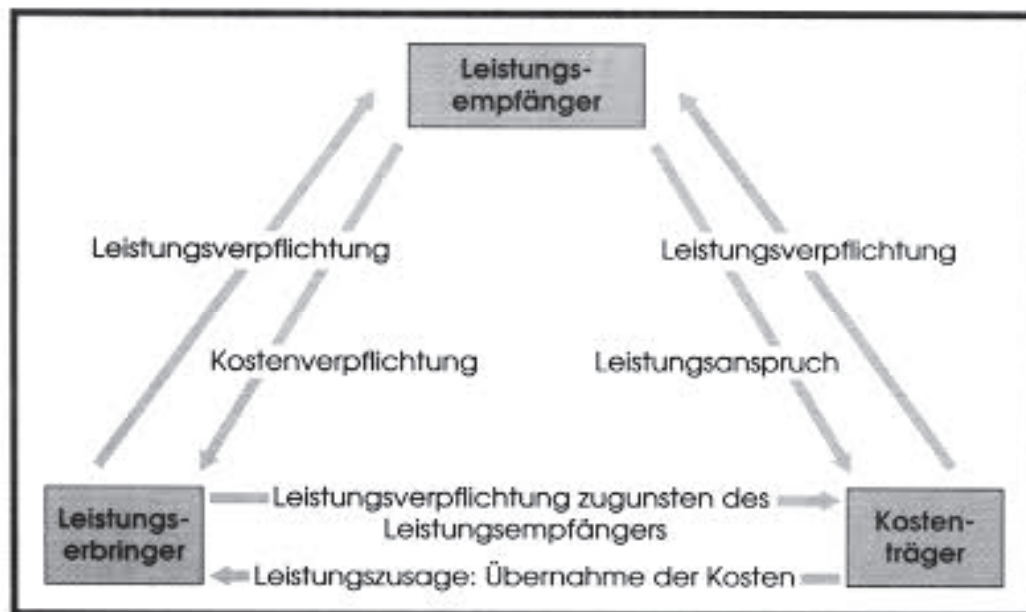 Leistungs-
empfänger
Leistungsverpflichtung
Leistungsverpflichtung
Kostenverpflichtung
Leistungsanspruch
Leistungs-
erbringer
Leistungsverpflichtung zugunsten des
Leistungsempfängers
Kosten-
träger
Leistungszusage: Übernahme der Kosten